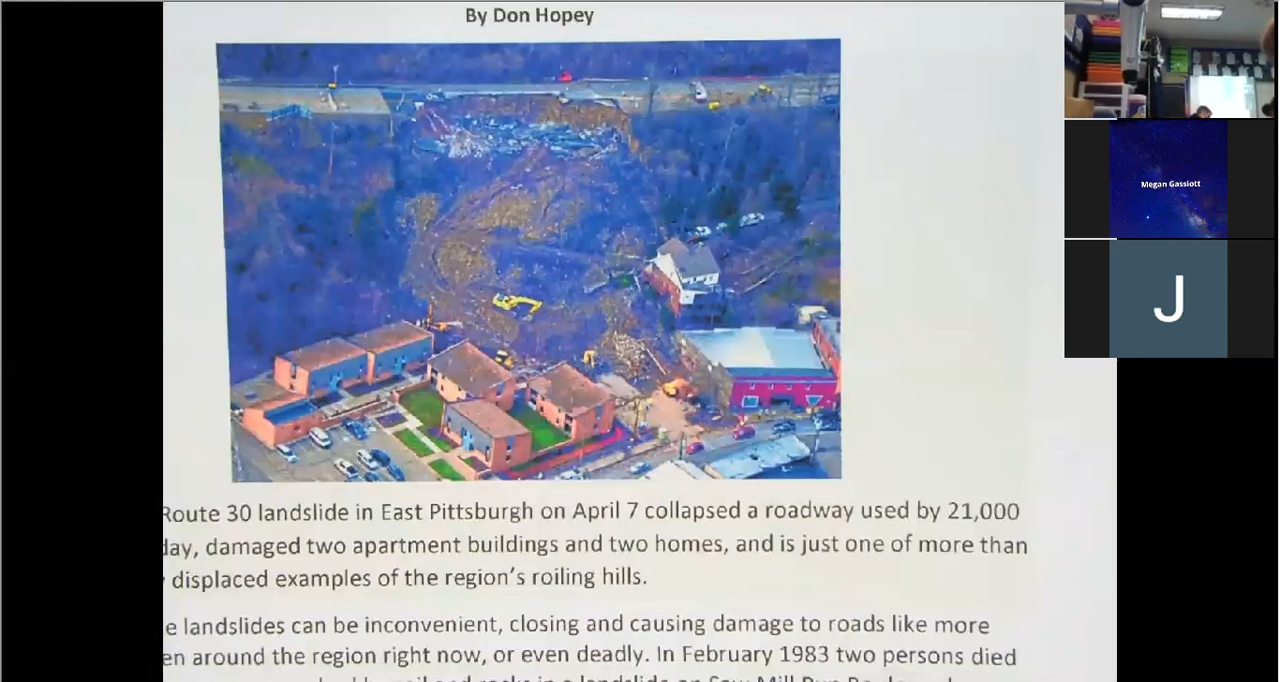 By Don Hopey
Route 30 landslide in East Pittsburgh on April 7 collapsed a roadway used by 21,000
day, damaged two apartment buildings and two homes, and is just one of more than
displaced examples of the region's roiling hills.
e landslides can be inconvenient, closing and causing damage to roads like more
en around the region right now, or even deadly. In February 1983 two persons died
Megan Gassiott
J